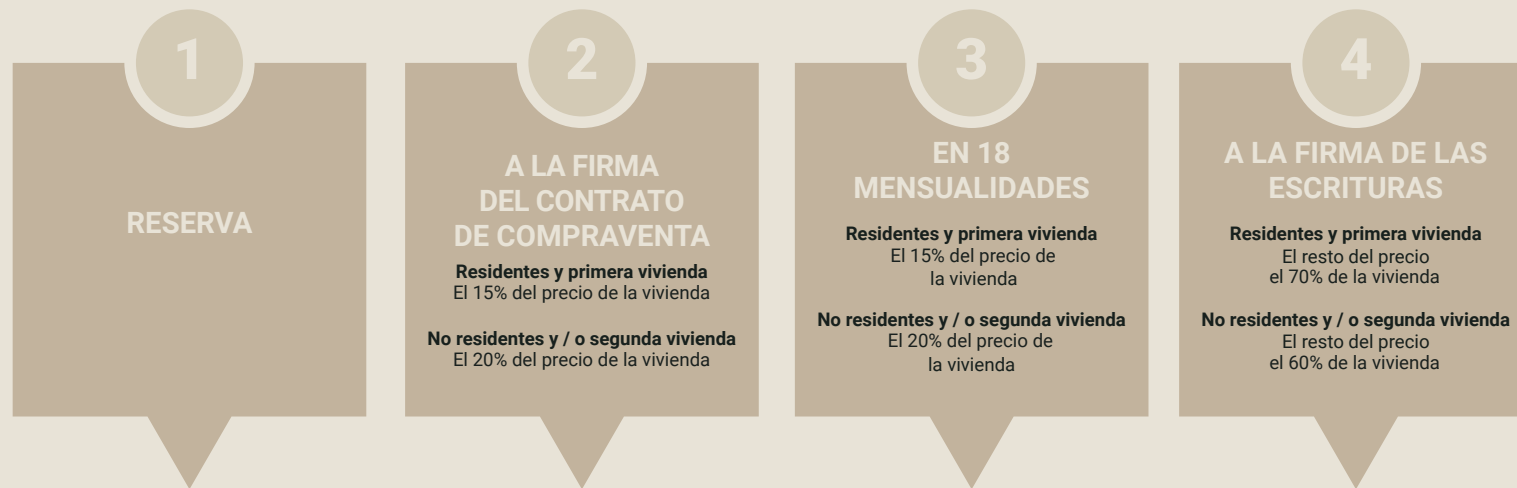 1
RESERVA
2
A LA FIRMA
DEL CONTRATO
DE COMPRAVENTA
Residentes y primera vivienda
El 15% del precio de la vivienda
No residentes y / o segunda vivienda
El 20% del precio de la vivienda
3
EN 18
MENSUALIDADES
Residentes y primera vivienda
El 15% del precio de
la vivienda
No residentes y / o segunda vivienda
El 20% del precio de
la vivienda
4
A LA FIRMA DE LAS
ESCRITURAS
Residentes y primera vivienda
El resto del precio
el 70% de la vivienda
No residentes y / o segunda vivienda
El resto del precio
el 60% de la vivienda